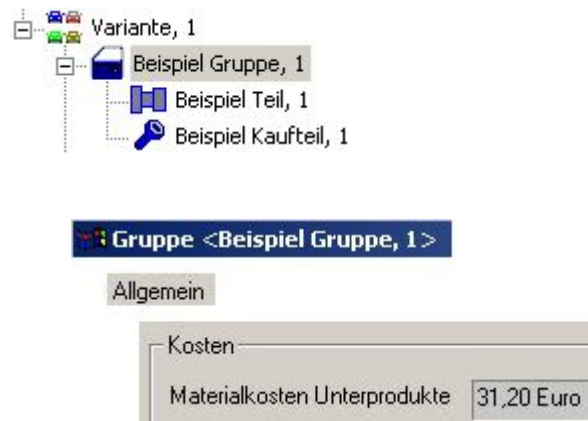 Variante, 1
Beispiel Gruppe, 1
Beispiel Teil, 1
Beispiel Kaufteil, 1
Gruppe <Beispiel Gruppe, 1>
Allgemein
Kosten
Materialkosten Unterprodukte 31,20 Euro